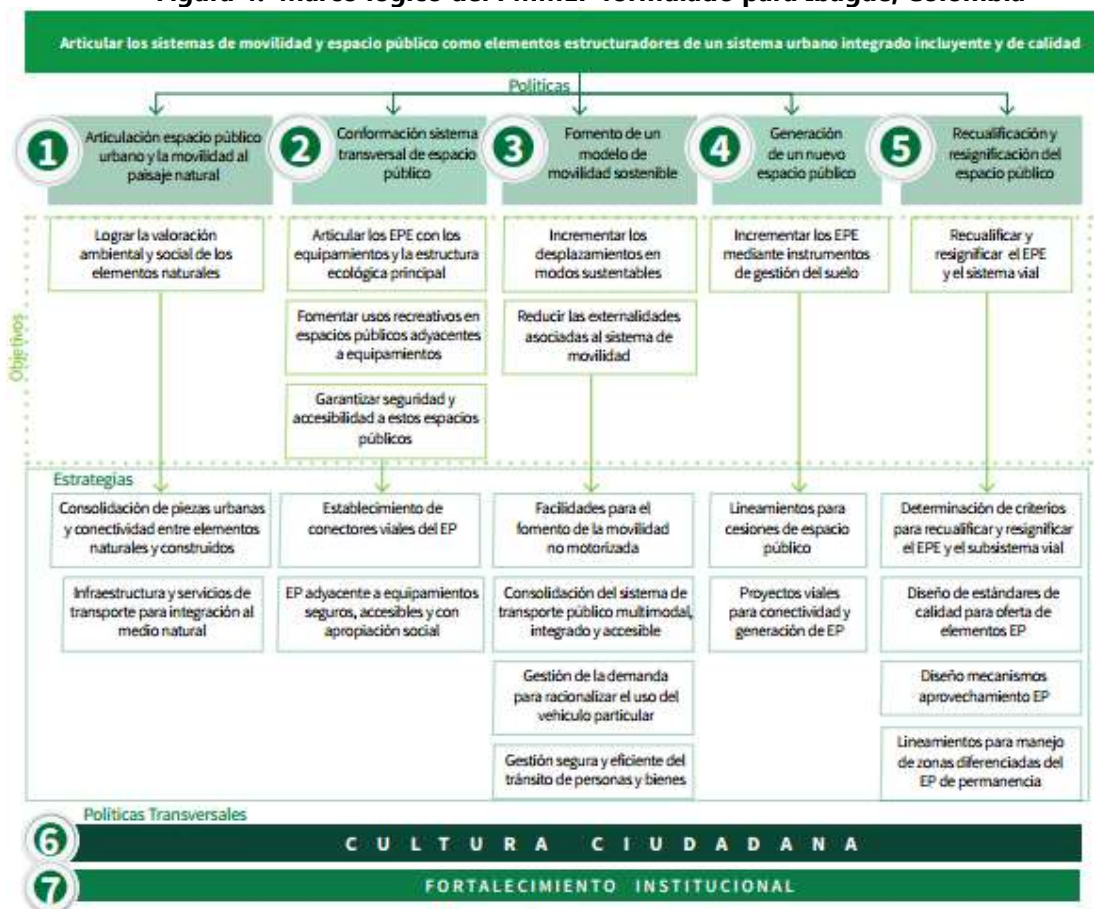 Marco lógico del PMMEP formulado para Ibagué, Colombia
Articular los sistemas de movilidad y espacio público como elementos estructuradores de un sistema urbano integrado incluyente y de calidad
Políticas
1
Articulación espacio público
urbano y la movilidad al
paisaje natural
2
Conformación sistema
transversal de espacio
público
3
Fomento de un
modelo de
movilidad sostenible
4
Generación
de un nuevo
espacio público
5
Recualificación y
resignificación del
espacio público
Objetivos
Lograr la valoración
ambiental y social de los
elementos naturales
Articular los EPE con los
equipamientos y la estructura
ecológica principal
Fomentar usos recreativos en
espacios públicos adyacentes
a equipamientos
Garantizar seguridad y
accesibilidad a estos espacios
públicos
Incrementar los
desplazamientos en
modos sustentables
Reducir las externalidades
asociadas al sistema de
movilidad
Incrementar los EPE
mediante instrumentos
de gestión del suelo
Recualificar y
resignificar el EPE
y el sistema vial
Estrategias
Consolidación de piezas urbanas
y conectividad entre elementos
naturales y construidos
Infraestructura y servicios de
transporte para integración al
medio natural
Establecimiento de
conectores viales del EP
EP adyacente a equipamientos
seguros, accesibles y con
apropiación social
Facilidades para el
fomento de la movilidad
no motorizada
Consolidación del sistema de
transporte público multimodal,
integrado y accesible
Gestión de la demanda
para racionalizar el uso del
vehículo particular
Gestión segura y eficiente del
tránsito de personas y bienes
Lineamientos para
cesiones de espacio
público
Proyectos viales
para conectividad y
generación de EP
Determinación de criterios
para recualificar y resignificar
el EPE y el subsistema vial
Diseño de estándares de
calidad para oferta de
elementos EP
Diseño mecanismos
aprovechamiento EP
Lineamientos para manejo
de zonas diferenciadas del
EP de permanencia
Políticas Transversales
6
CULTURA CIUDADANA
7
FORTALECIMIENTO INSTITUCIONAL